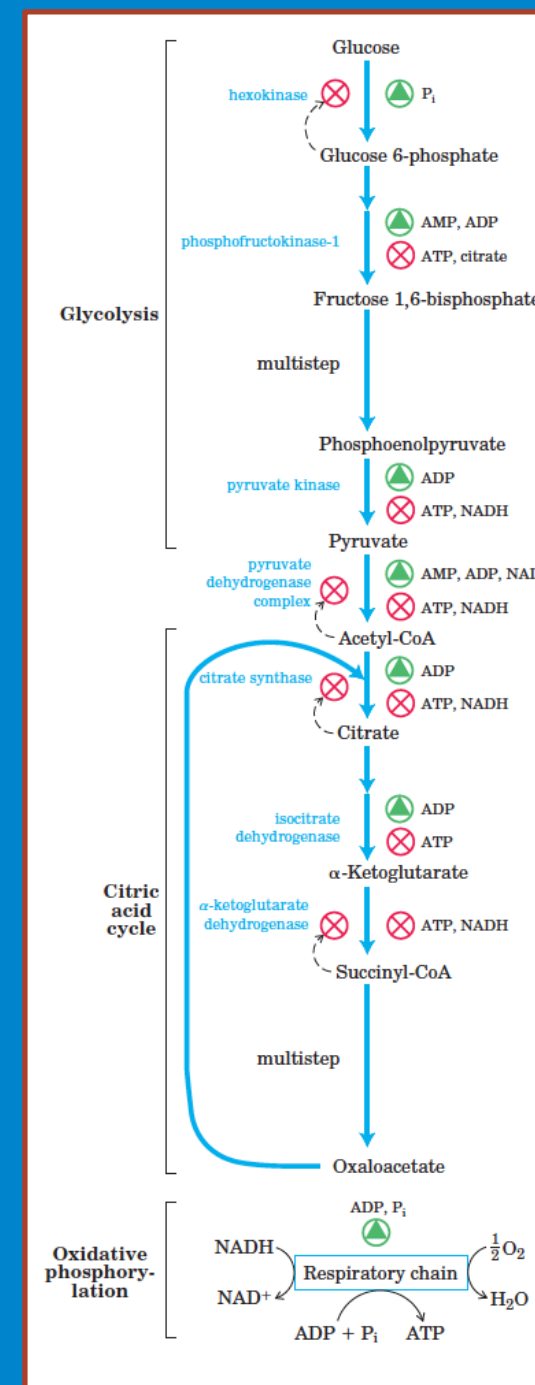 Glucose
hexokinase
Pi
Glucose 6-phosphate
phosphofructokinase-1
AMP, ADP
ATP, citrate
Fructose 1,6-bisphosphate
Glycolysis
multistep
Phosphoenolpyruvate
pyruvate kinase
ADP
ATP, NADH
Pyruvate
pyruvate
dehydrogenase
complex
AMP, ADP, NAD
ATP, NADH
Acetyl-CoA
citrate synthase
ADP
ATP, NADH
Citrate
isocitrate
dehydrogenase
ADP
ATP
α-Ketoglutarate
Citric
acid
cycle
α-ketoglutarate
dehydrogenase
ATP, NADH
Succinyl-CoA
multistep
Oxaloacetate
Oxidative
phosphory-
lation
ADP, Pi
NADH
Respiratory chain
½O₂
NAD⁺
H₂O
ADP + Pi
ATP